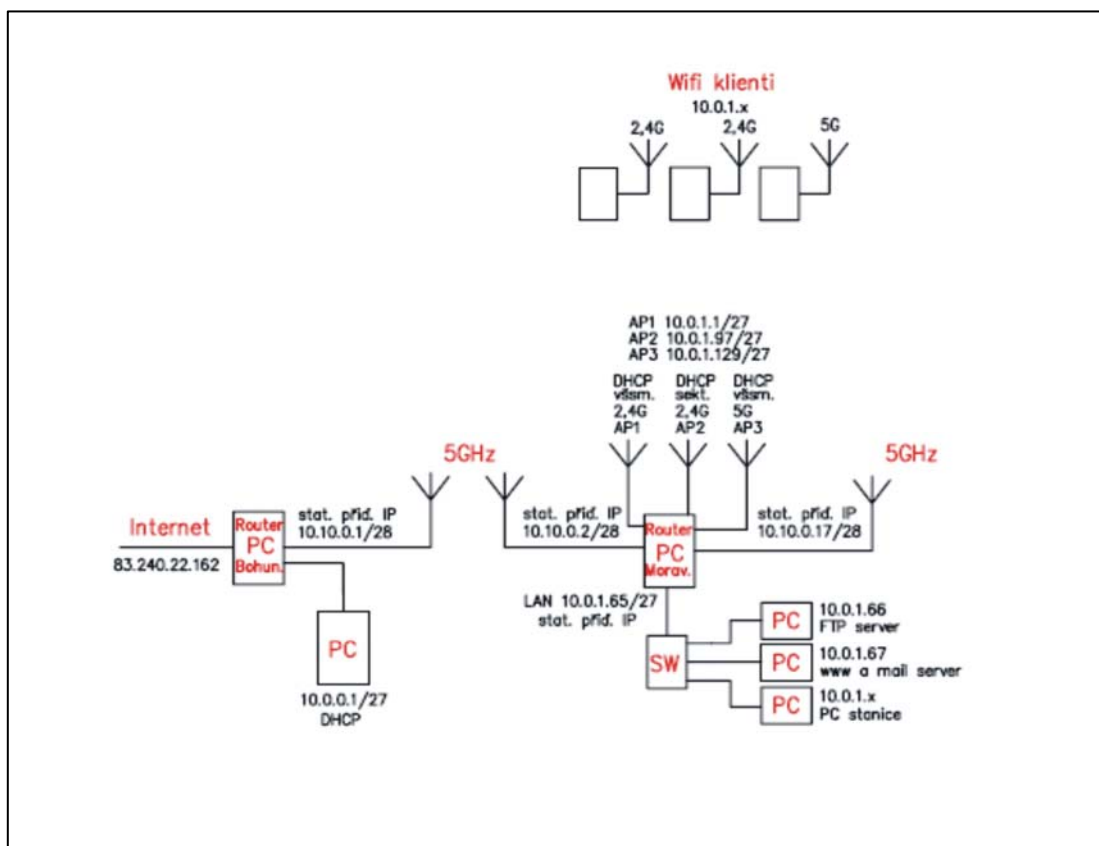 Wifi klienti
10.0.1.x
2,4G
2,4G
5G
AP1 10.0.1.1/27
AP2 10.0.1.97/27
AP3 10.0.1.129/27
DHCP
všsm.
2,4G
AP1
DHCP
sekt.
2,4G
AP2
DHCP
všsm.
5G
AP3
5GHz
5GHz
Internet
83.240.22.162
Router
PC
Bohun.
stat. přid. IP
10.10.0.1/28
stat. přid. IP
10.10.0.2/28
Router
PC
Morav.
stat. přid. IP
10.10.0.17/28
PC
10.0.0.1/27
DHCP
LAN 10.0.1.65/27
stat. přid. IP
SW
PC
10.0.1.66
FTP server
PC
10.0.1.67
www a mail server
PC
10.0.1.x
PC stanice